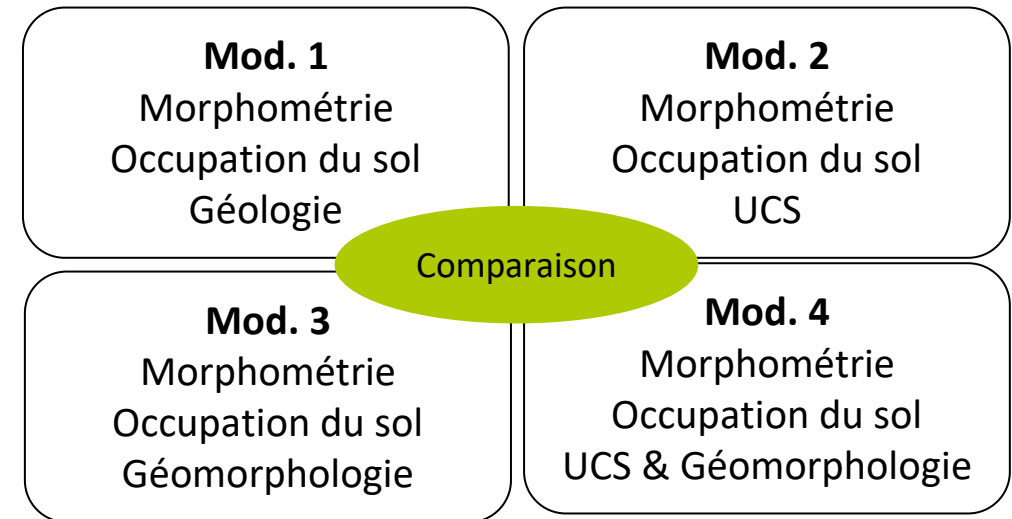 Mod. 1
Morphométrie
Occupation du sol
Géologie
Mod. 2
Morphométrie
Occupation du sol
UCS
Comparaison
Mod. 3
Morphométrie
Occupation du sol
Géomorphologie
Mod. 4
Morphométrie
Occupation du sol
UCS & Géomorphologie